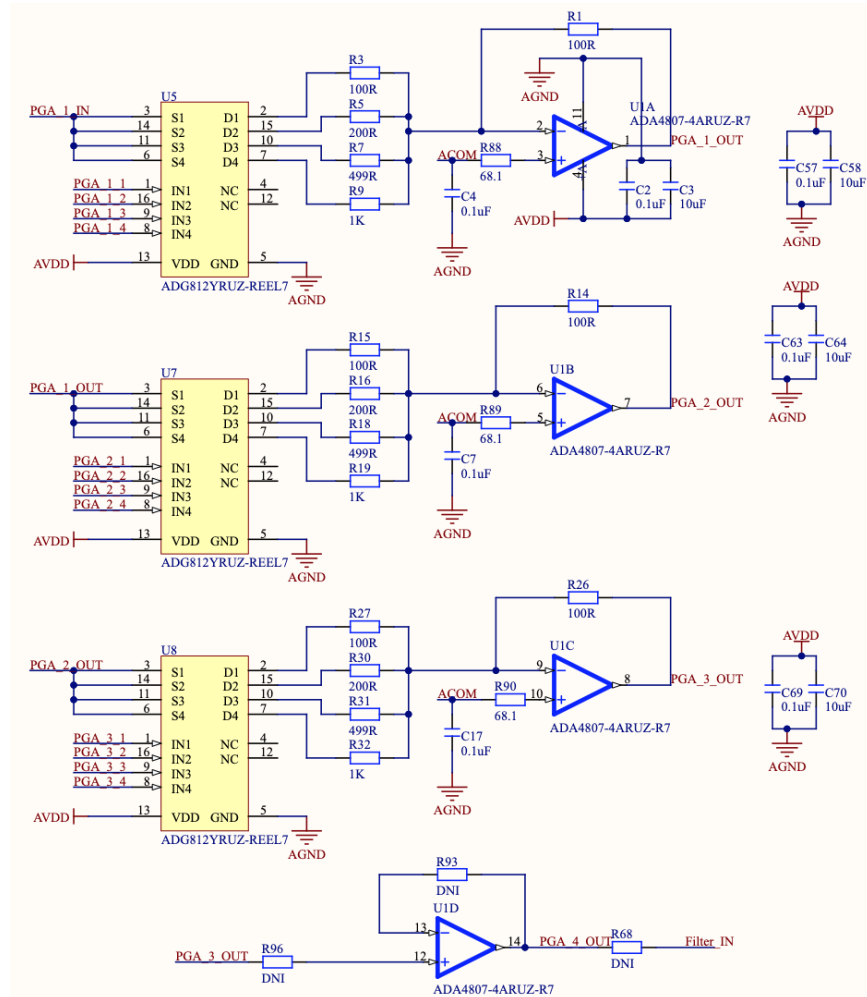 R1
100R
AGND
11
U1A
ADA4807-4ARUZ-R7
2
3
1
PGA_1_OUT
4
AVDD
C2
0.1uF
C3
10uF
AVDD
C57
0.1uF
C58
10uF
AGND
U5
PGA_1_IN
3 S1 D1 2
14 S2 D2 15
11 S3 D3 10
6 S4 D4 7
PGA_1_1 1 IN1 NC 4
PGA_1_2 16 IN2 NC 12
PGA_1_3 9 IN3
PGA_1_4 8 IN4
AVDD 13 VDD GND 5
ADG812YRUZ-REEL7
AGND
R3
100R
R5
200R
R7
499R
R9
1K
ACOM
R88
68.1
C4
0.1uF
AGND
R14
100R
AVDD
C63
0.1uF
C64
10uF
AGND
U7
PGA_1_OUT
3 S1 D1 2
14 S2 D2 15
11 S3 D3 10
6 S4 D4 7
PGA_2_1 1 IN1 NC 4
PGA_2_2 16 IN2 NC 12
PGA_2_3 9 IN3
PGA_2_4 8 IN4
AVDD 13 VDD GND 5
ADG812YRUZ-REEL7
AGND
R15
100R
R16
200R
R18
499R
R19
1K
ACOM
R89
68.1
C7
0.1uF
AGND
U1B
6
5
7
PGA_2_OUT
ADA4807-4ARUZ-R7
R26
100R
AVDD
C69
0.1uF
C70
10uF
AGND
U8
PGA_2_OUT
3 S1 D1 2
14 S2 D2 15
11 S3 D3 10
6 S4 D4 7
PGA_3_1 1 IN1 NC 4
PGA_3_2 16 IN2 NC 12
PGA_3_3 9 IN3
PGA_3_4 8 IN4
AVDD 13 VDD GND 5
ADG812YRUZ-REEL7
AGND
R27
100R
R30
200R
R31
499R
R32
1K
ACOM
R90
68.1
C17
0.1uF
AGND
U1C
9
10
8
PGA_3_OUT
ADA4807-4ARUZ-R7
R93
DNI
U1D
13
12
14
PGA_3_OUT
R96
DNI
PGA_4_OUT
R68
DNI
Filter_IN
ADA4807-4ARUZ-R7